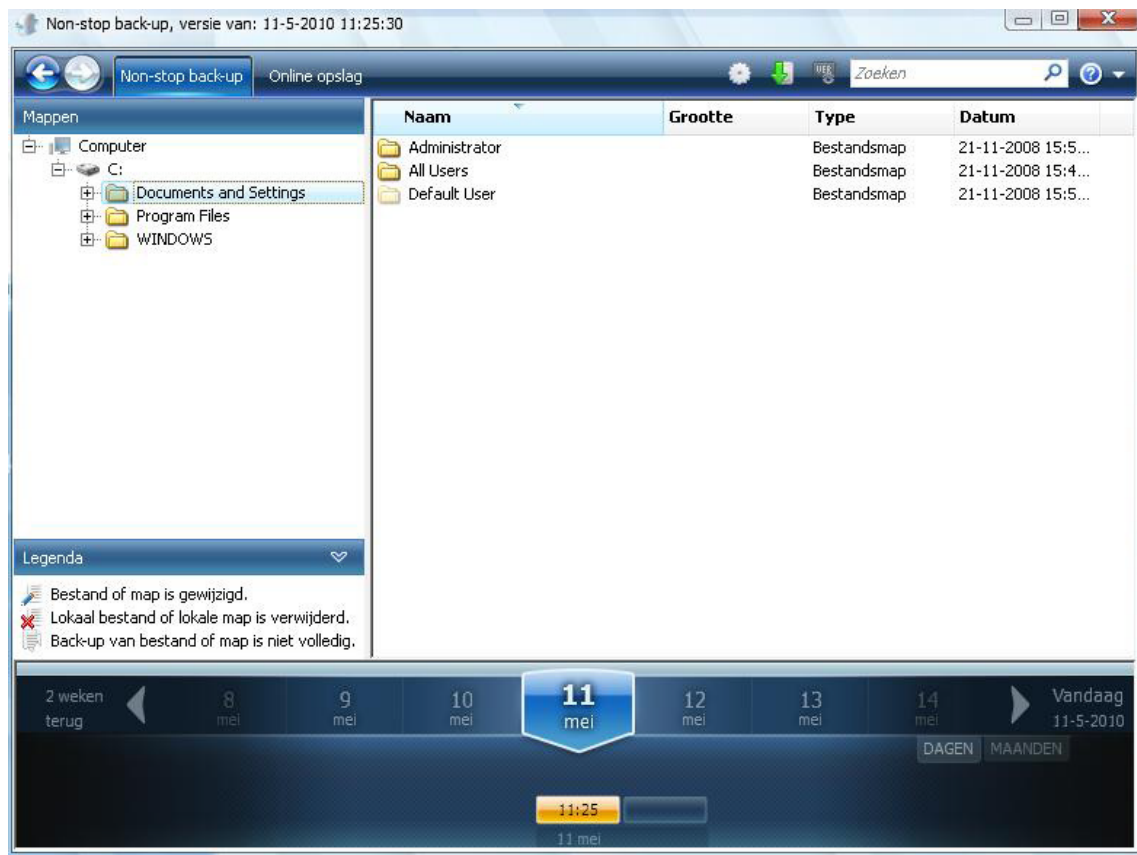 Non-stop back-up, versie van: 11-5-2010 11:25:30
Non-stop back-up Online opslag Zoeken
Mappen
Computer
C:
Documents and Settings
Program Files
WINDOWS
Naam Grootte Type Datum
Administrator Bestandsmap 21-11-2008 15:5...
All Users Bestandsmap 21-11-2008 15:4...
Default User Bestandsmap 21-11-2008 15:5...
Legenda
Bestand of map is gewijzigd.
Lokaal bestand of lokale map is verwijderd.
Back-up van bestand of map is niet volledig.
2 weken terug
8 mei
9 mei
10 mei
11 mei
12 mei
13 mei
14 mei
Vandaag
11-5-2010
DAGEN MAANDEN
11:25
11 mei